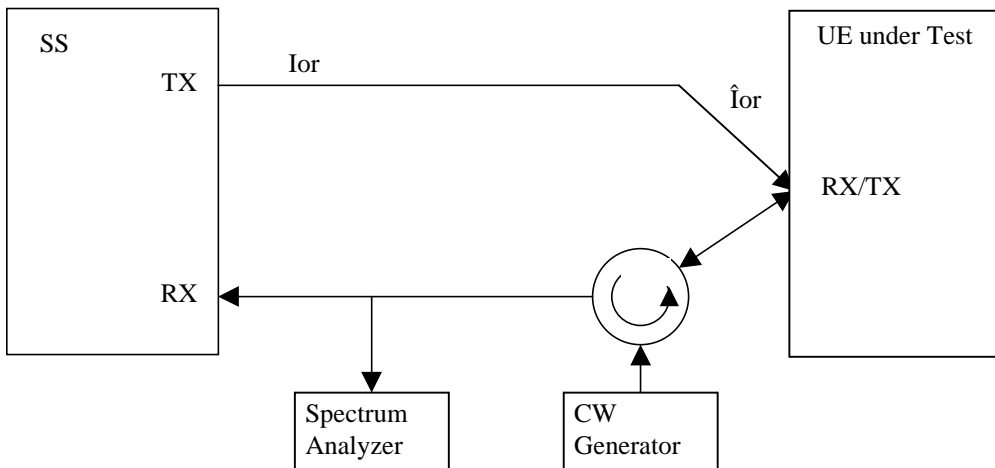 SS
UE under Test
TX
Ior
Îor
RX/TX
RX
Spectrum
Analyzer
CW
Generator